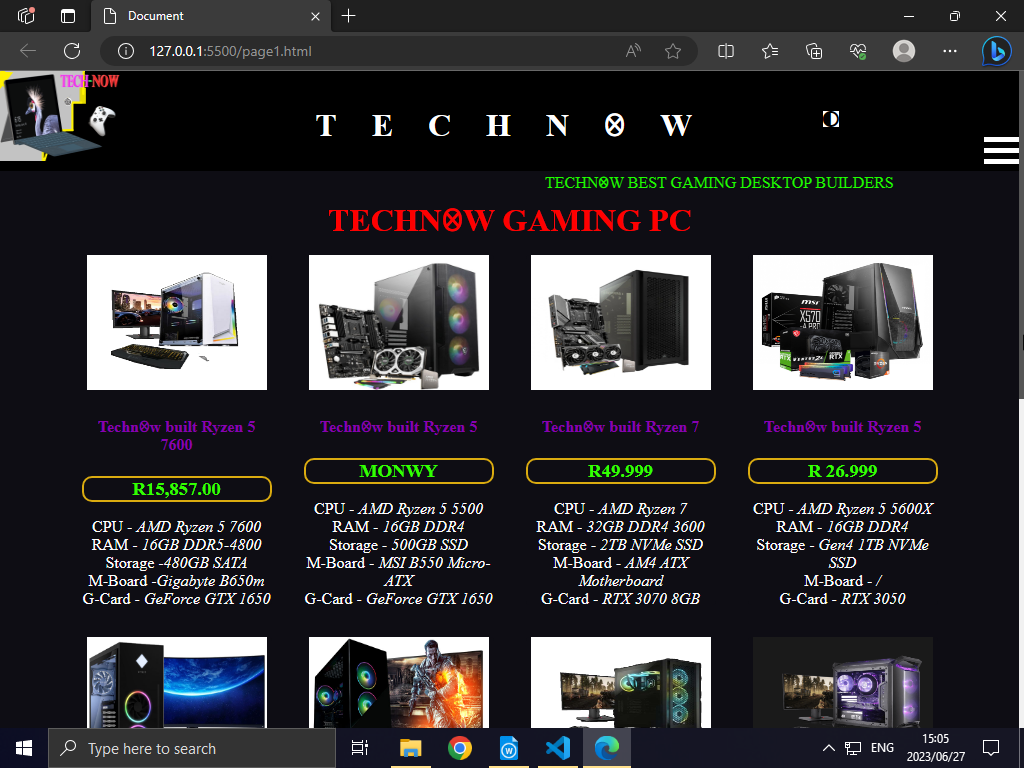 Document
127.0.0.1:5500/page1.html
TECH-NOW
T E C H N ⊗ W
TECHN⊗W BEST GAMING DESKTOP BUILDERS
TECHN⊗W GAMING PC
MSI
X570
-A PRO
RTX
RTX
Techn⊗w built Ryzen 5
7600
R15,857.00
CPU - AMD Ryzen 5 7600
RAM - 16GB DDR5-4800
Storage -480GB SATA
M-Board -Gigabyte B650m
G-Card - GeForce GTX 1650
Techn⊗w built Ryzen 5
MONWY
CPU - AMD Ryzen 5 5500
RAM - 16GB DDR4
Storage - 500GB SSD
M-Board - MSI B550 Micro-
ATX
G-Card - GeForce GTX 1650
Techn⊗w built Ryzen 7
R49.999
CPU - AMD Ryzen 7
RAM - 32GB DDR4 3600
Storage - 2TB NVMe SSD
M-Board - AM4 ATX
Motherboard
G-Card - RTX 3070 8GB
Techn⊗w built Ryzen 5
R 26.999
CPU - AMD Ryzen 5 5600X
RAM - 16GB DDR4
Storage - Gen4 1TB NVMe
SSD
M-Board - /
G-Card - RTX 3050
Type here to search
ENG
15:05
2023/06/27